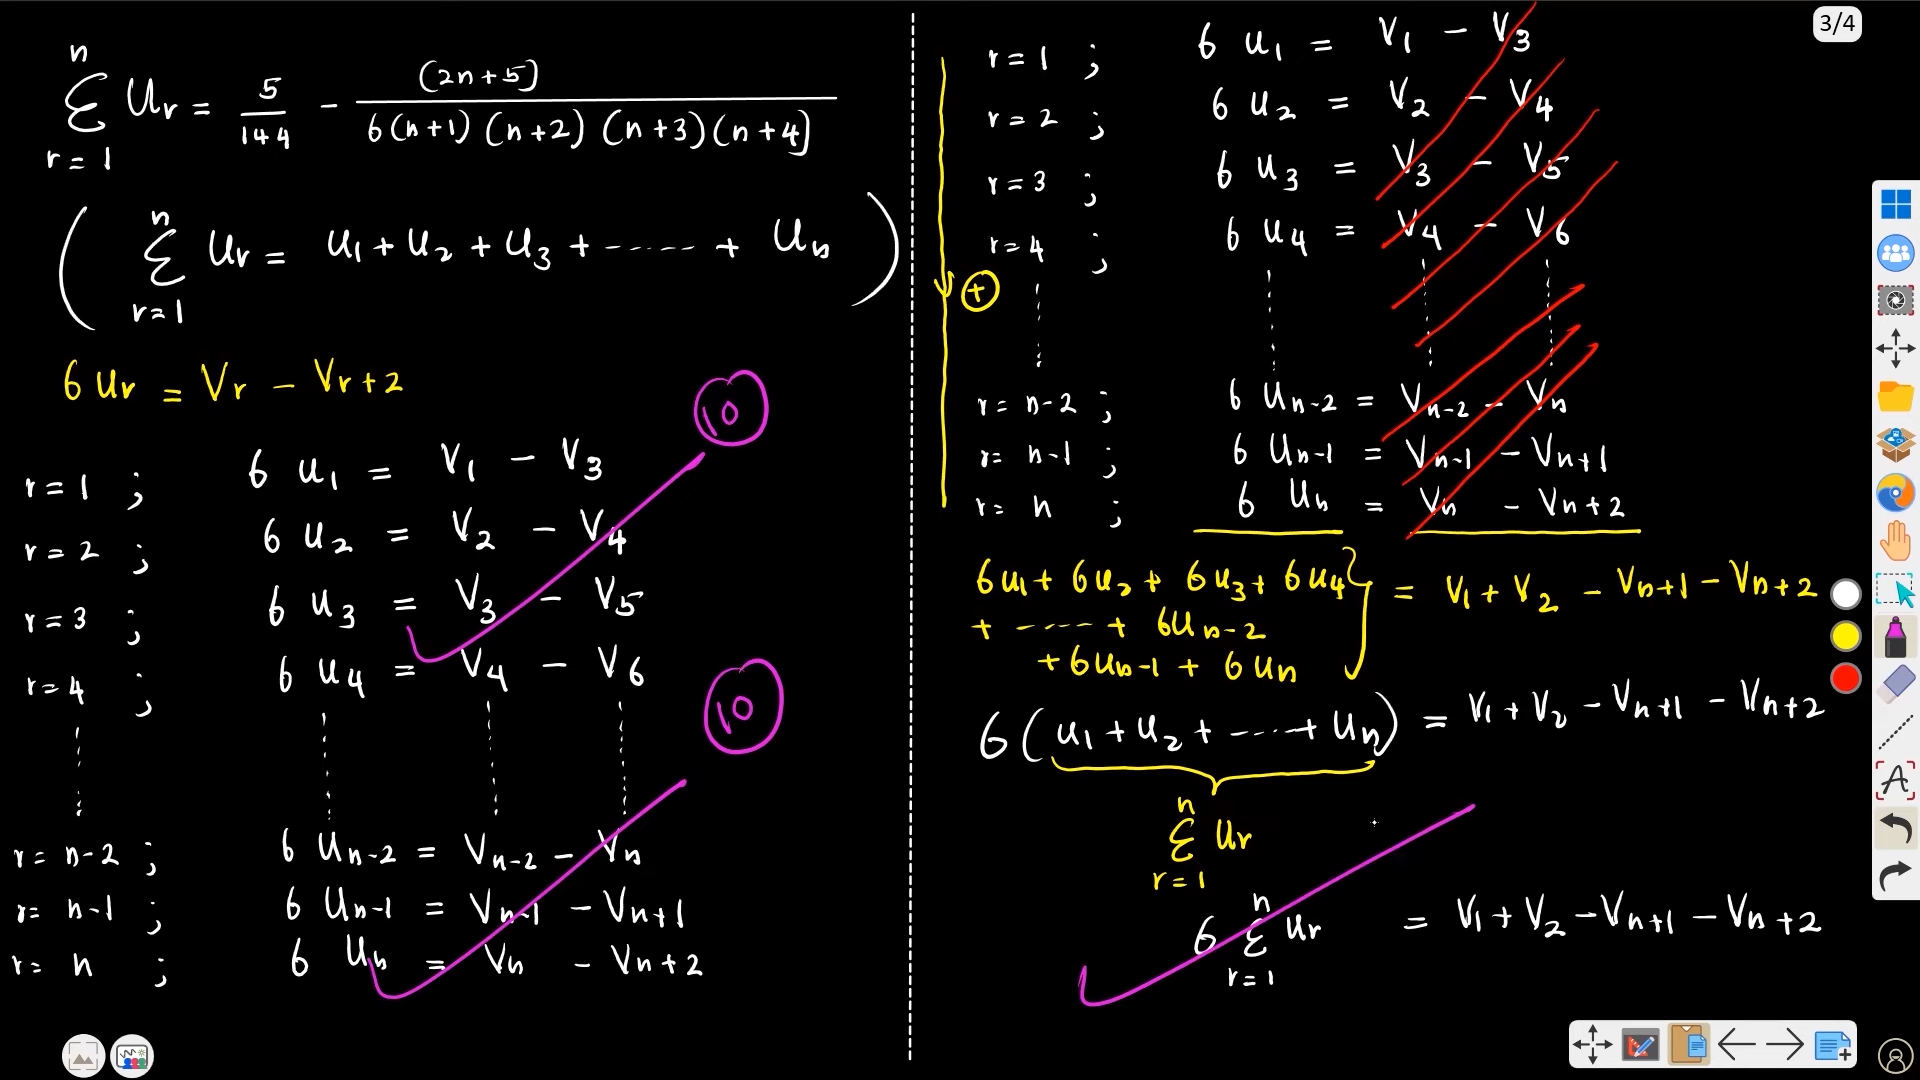 n
Σ Ur = 5/144 - (2n+5)/6(n+1)(n+2)(n+3)(n+4)
r=1
n
( Σ Ur = u1 + u2 + u3 + ----- + Un )
r=1
6 Ur = Vr - Vr+2
10
r=1 ; 6 u1 = V1 - V3
r=2 ; 6 u2 = V2 - V4
r=3 ; 6 u3 = V3 - V5
r=4 ; 6 u4 = V4 - V6
10
r= n-2 ; 6 Un-2 = Vn-2 - Vn
r= n-1 ; 6 Un-1 = Vn-1 - Vn+1
r= n ; 6 Un = Vn - Vn+2
3/4
r=1 ; 6 u1 = V1 - V3
r=2 ; 6 u2 = V2 - V4
r=3 ; 6 u3 = V3 - V5
r=4 ; 6 u4 = V4 - V6
+
r= n-2 ; 6 Un-2 = Vn-2 - Vn
r= n-1 ; 6 Un-1 = Vn-1 - Vn+1
r= n ; 6 Un = Vn - Vn+2
6u1 + 6u2 + 6u3 + 6u4 } = V1 + V2 - Vn+1 - Vn+2
+ ----- + 6Un-2
+ 6Un-1 + 6Un
6 ( u1 + u2 + ----+ Un ) = V1 + V2 - Vn+1 - Vn+2
n
Σ Ur
r=1
n
6 Σ Ur = V1 + V2 - Vn+1 - Vn+2
r=1